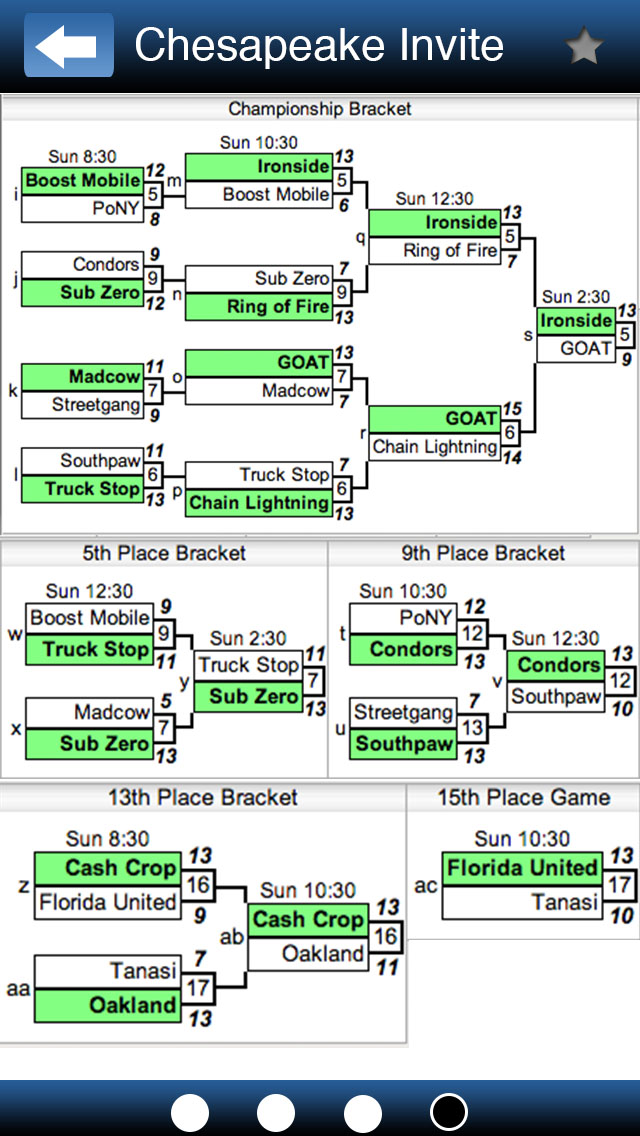 Chesapeake Invite
Championship Bracket
Sun 8:30
i
Boost Mobile 12
5
PoNY 8
j
Condors 9
9
Sub Zero 12
k
Madcow 11
7
Streetgang 9
l
Southpaw 11
6
Truck Stop 13
Sun 10:30
m
Ironside 13
5
Boost Mobile 6
n
Sub Zero 7
9
Ring of Fire 13
o
GOAT 13
7
Madcow 7
p
Truck Stop 7
6
Chain Lightning 13
Sun 12:30
q
Ironside 13
5
Ring of Fire 7
r
GOAT 15
6
Chain Lightning 14
Sun 2:30
s
Ironside 13
5
GOAT 9
5th Place Bracket
Sun 12:30
w
Boost Mobile 9
9
Truck Stop 11
x
Madcow 5
7
Sub Zero 13
Sun 2:30
y
Truck Stop 11
7
Sub Zero 13
9th Place Bracket
Sun 10:30
t
PoNY 12
12
Condors 13
u
Streetgang 7
13
Southpaw 13
Sun 12:30
v
Condors 13
12
Southpaw 10
13th Place Bracket
Sun 8:30
z
Cash Crop 13
16
Florida United 9
aa
Tanasi 7
17
Oakland 13
Sun 10:30
ab
Cash Crop 13
16
Oakland 11
15th Place Game
Sun 10:30
ac
Florida United 13
17
Tanasi 10